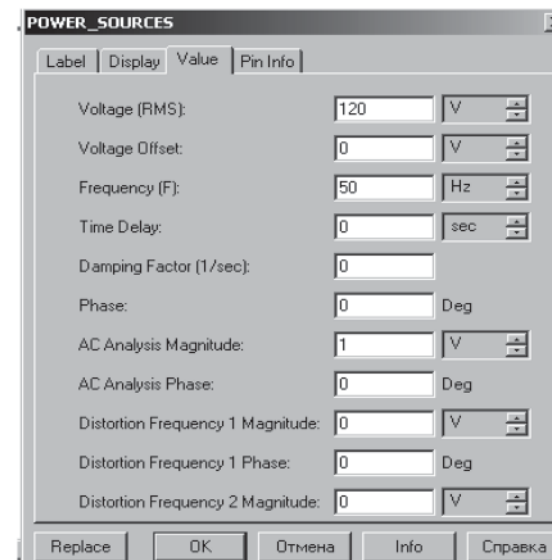 POWER_SOURCES
Label Display Value Pin Info
Voltage (RMS): 120 V
Voltage Offset: 0 V
Frequency (F): 50 Hz
Time Delay: 0 sec
Damping Factor (1/sec): 0
Phase: 0 Deg
AC Analysis Magnitude: 1 V
AC Analysis Phase: 0 Deg
Distortion Frequency 1 Magnitude: 0 V
Distortion Frequency 1 Phase: 0 Deg
Distortion Frequency 2 Magnitude: 0 V
Replace OK Отмена Info Справка